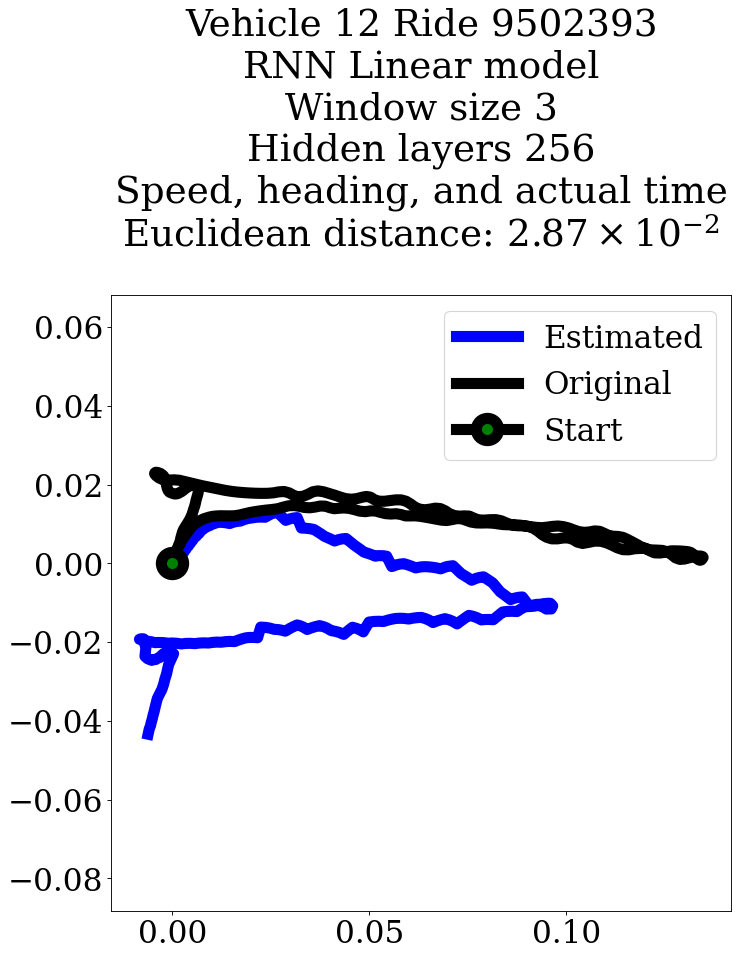 Vehicle 12 Ride 9502393
RNN Linear model
Window size 3
Hidden layers 256
Speed, heading, and actual time
Euclidean distance: 2.87 × 10⁻²
Estimated
Original
Start
0.06
0.04
0.02
0.00
−0.02
−0.04
−0.06
−0.08
0.00 0.05 0.10